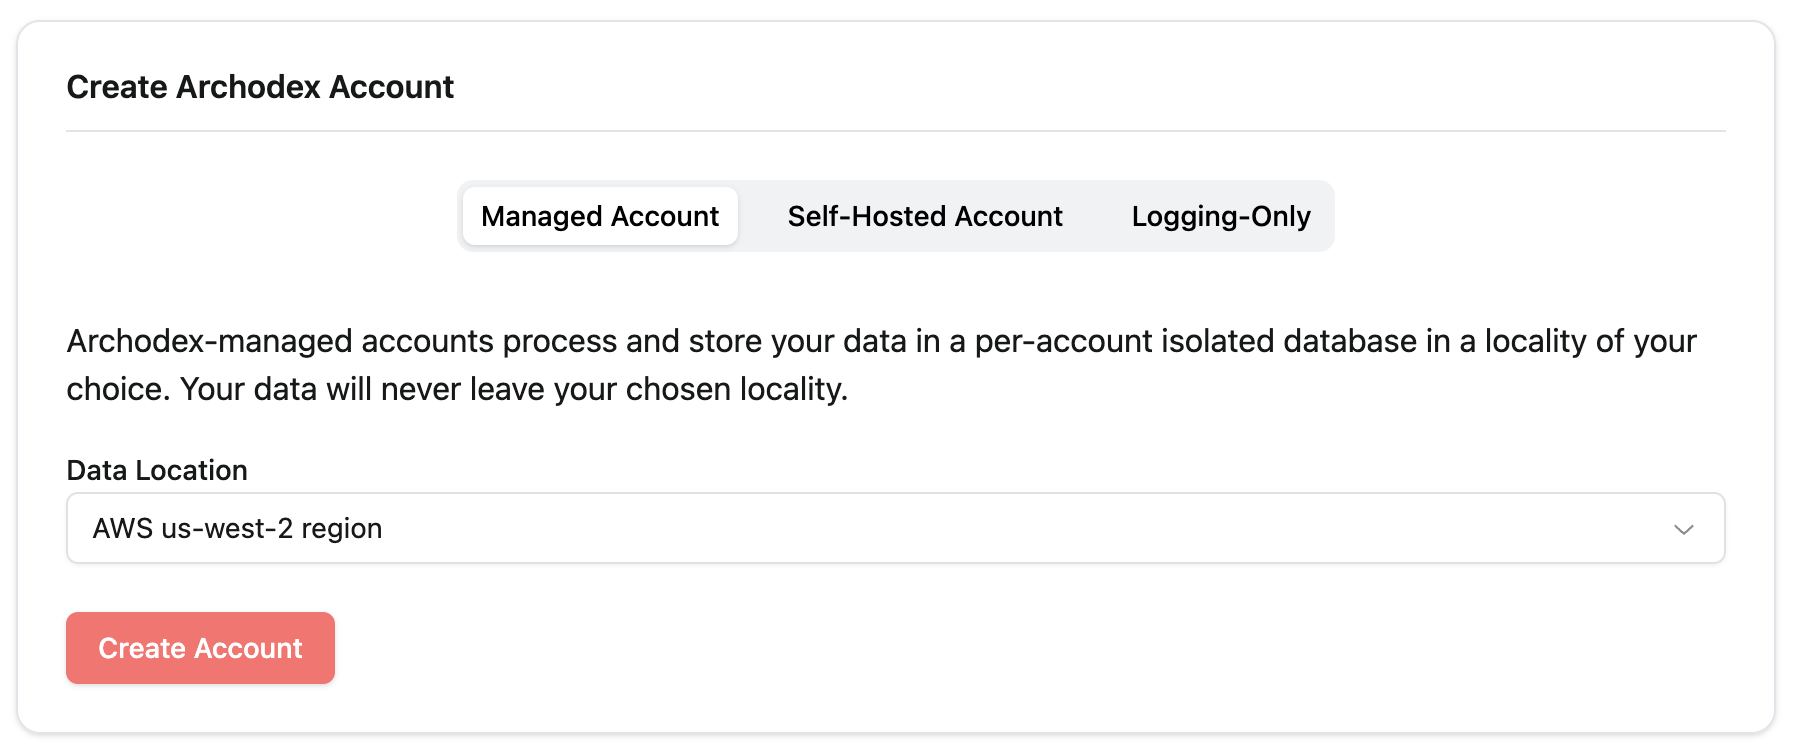 Create Archodex Account
Managed Account
Self-Hosted Account
Logging-Only
Archodex-managed accounts process and store your data in a per-account isolated database in a locality of your
choice. Your data will never leave your chosen locality.
Data Location
AWS us-west-2 region
Create Account